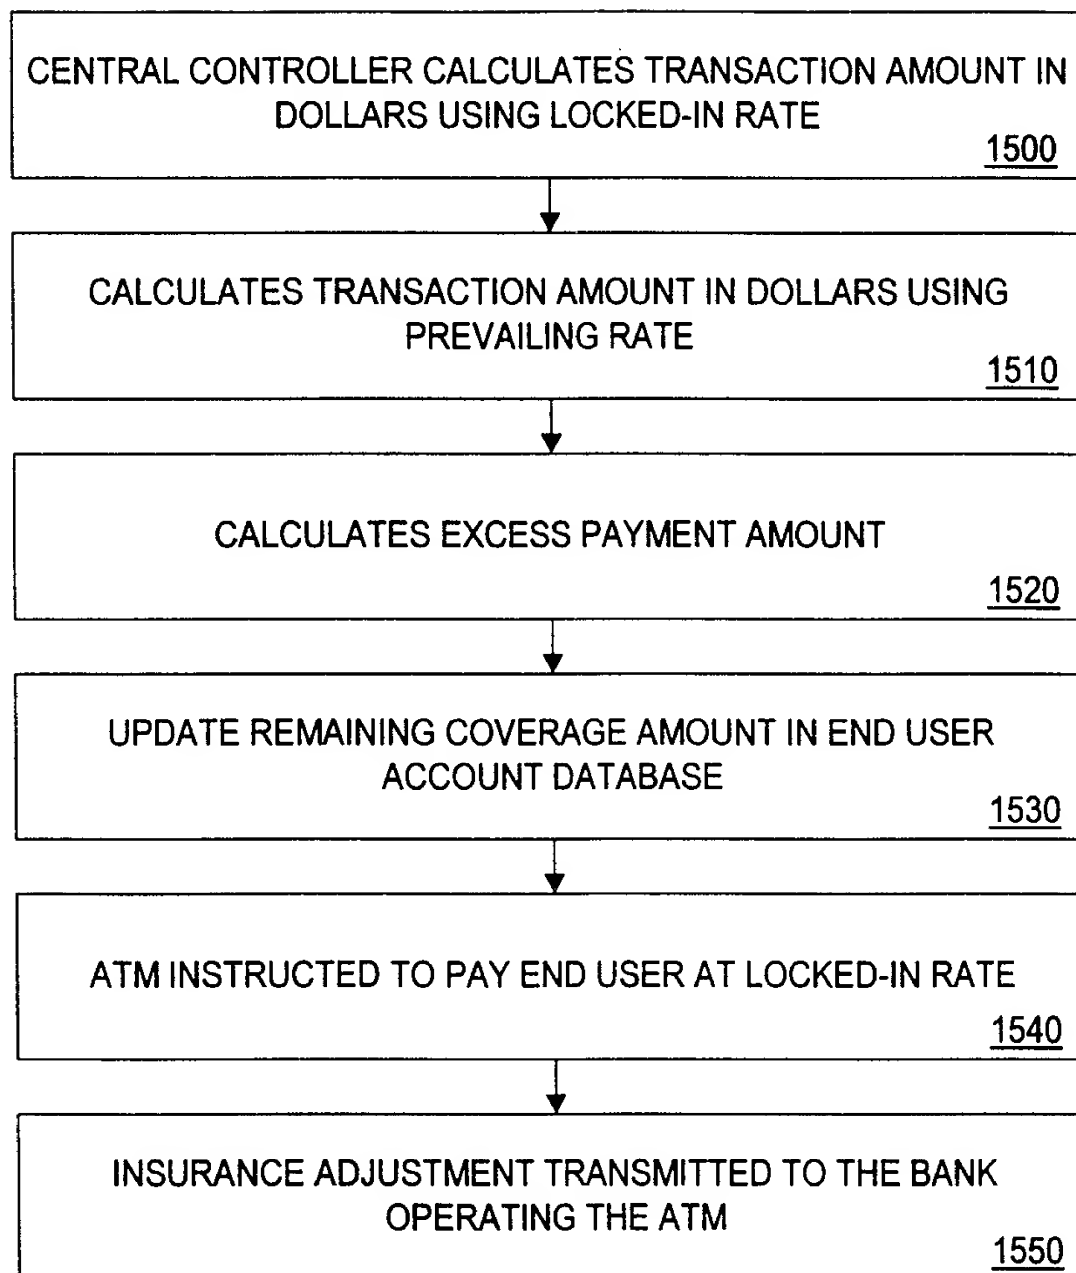 CENTRAL CONTROLLER CALCULATES TRANSACTION AMOUNT IN
DOLLARS USING LOCKED-IN RATE
1500
CALCULATES TRANSACTION AMOUNT IN DOLLARS USING
PREVAILING RATE
1510
CALCULATES EXCESS PAYMENT AMOUNT
1520
UPDATE REMAINING COVERAGE AMOUNT IN END USER
ACCOUNT DATABASE
1530
ATM INSTRUCTED TO PAY END USER AT LOCKED-IN RATE
1540
INSURANCE ADJUSTMENT TRANSMITTED TO THE BANK
OPERATING THE ATM
1550